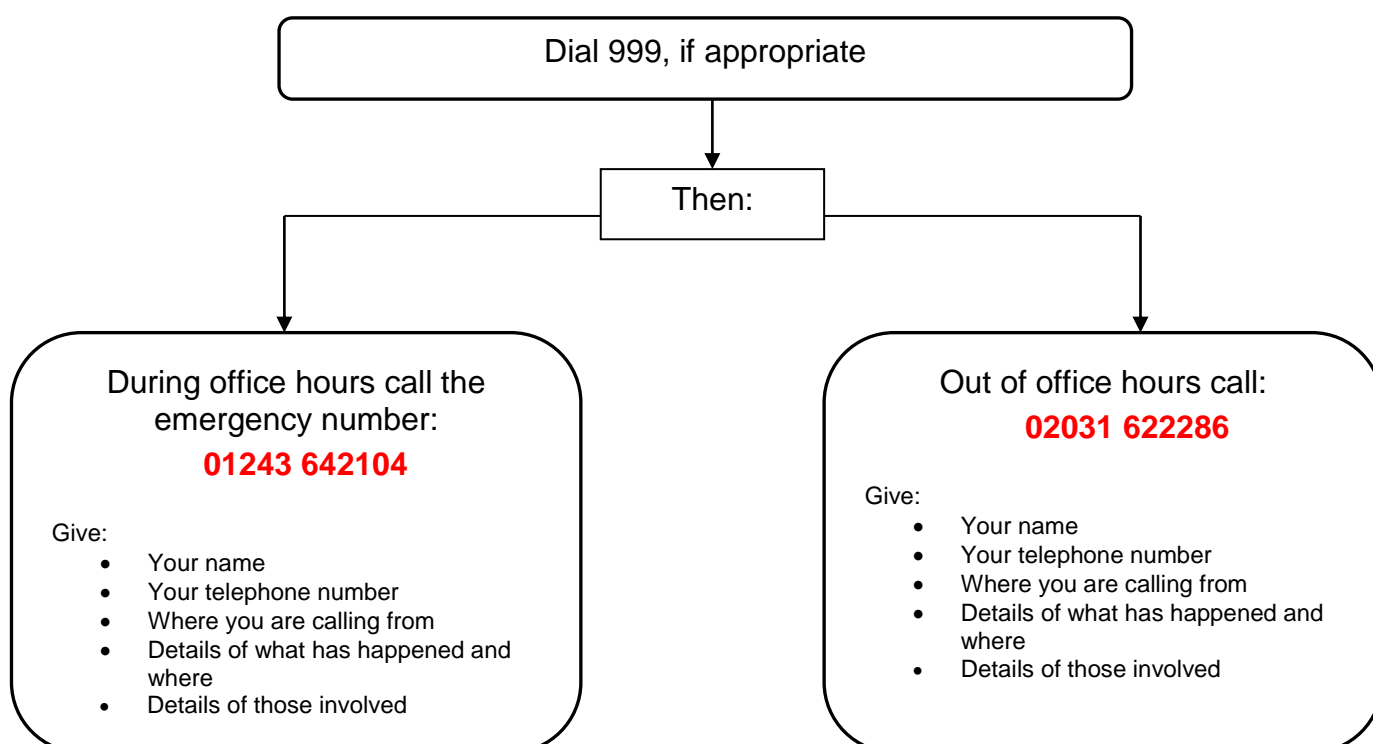 Dial 999, if appropriate
Then:
During office hours call the
emergency number:
01243 642104
Give:
• Your name
• Your telephone number
• Where you are calling from
• Details of what has happened and
where
• Details of those involved
Out of office hours call:
02031 622286
Give:
• Your name
• Your telephone number
• Where you are calling from
• Details of what has happened and
where
• Details of those involved